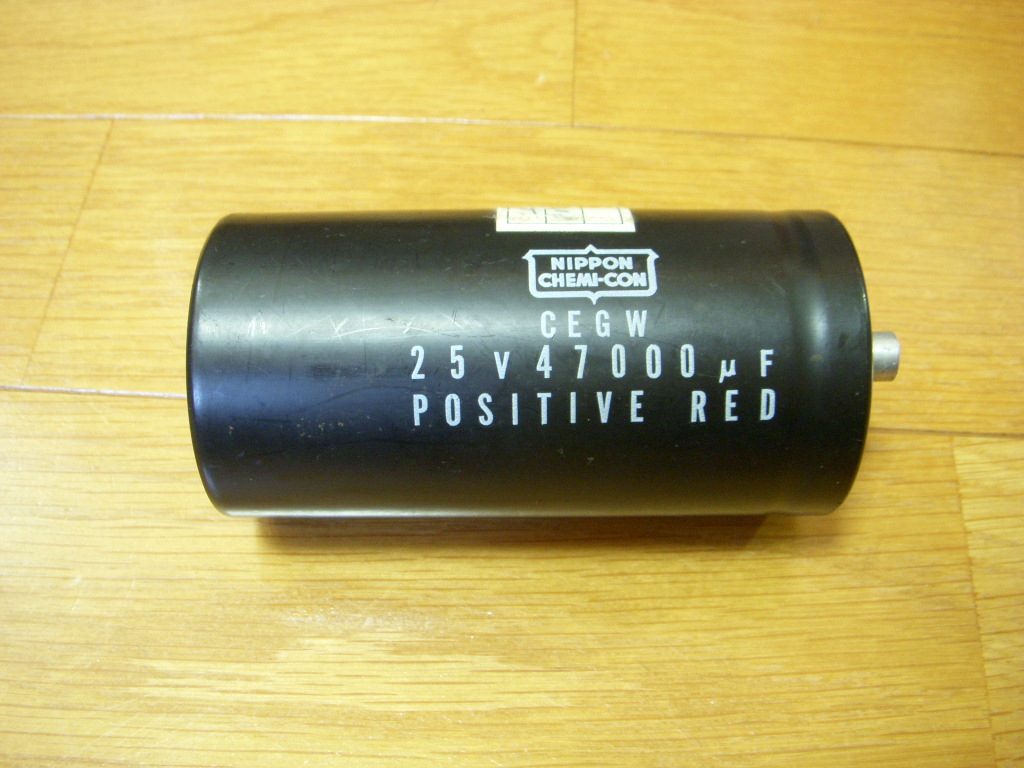 NIPPON
CHEMI-CON
CEGW
25V47000μF
POSITIVE RED